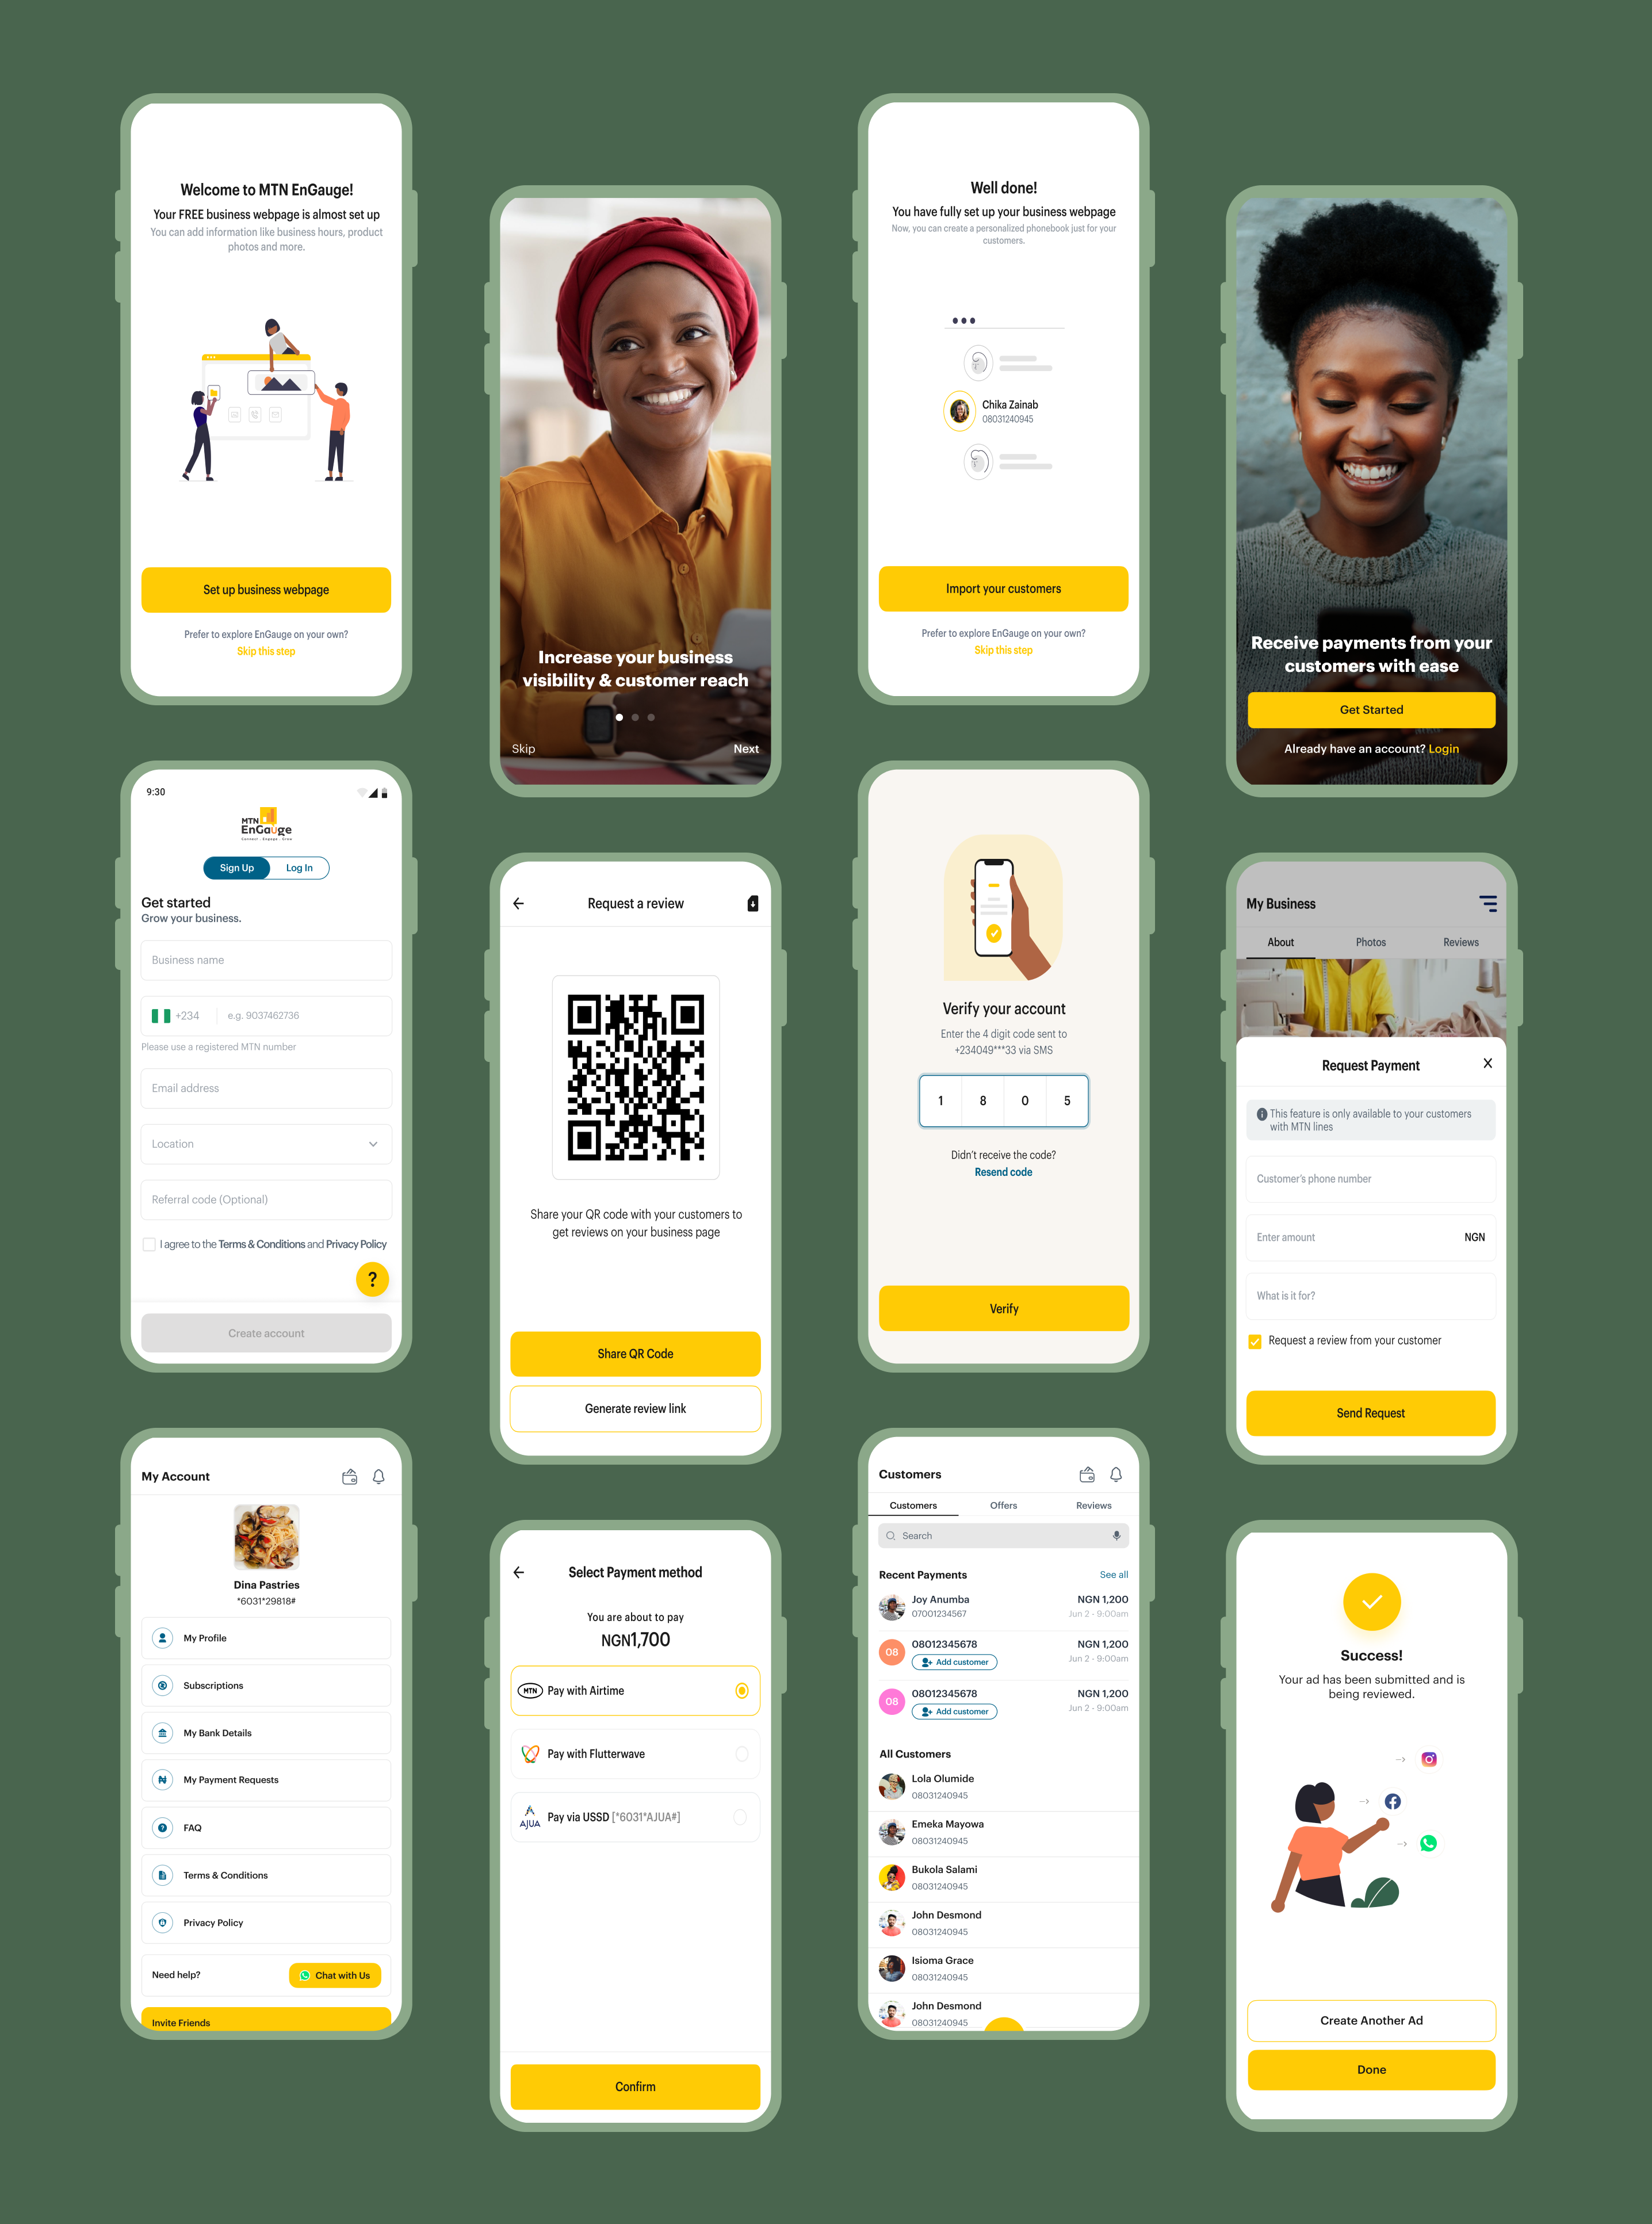 Welcome to MTN EnGauge!
Your FREE business webpage is almost set up
You can add information like business hours, product
photos and more.
Set up business webpage
Prefer to explore EnGauge on your own?
Skip this step
Increase your business
visibility & customer reach
Skip
Next
Well done!
You have fully set up your business webpage
Now, you can create a personalized phonebook just for your
customers.
Chika Zainab
08031240945
Import your customers
Prefer to explore EnGauge on your own?
Skip this step
Receive payments from your
customers with ease
Get Started
Already have an account? Login
9:30
MTN
EnGauge
Connect . Engage . Grow
Sign Up
Log In
Get started
Grow your business.
Business name
+234
e.g. 9037462736
Please use a registered MTN number
Email address
Location
Referral code (Optional)
I agree to the Terms & Conditions and Privacy Policy
?
Create account
Request a review
Share your QR code with your customers to
get reviews on your business page
Share QR Code
Generate review link
Verify your account
Enter the 4 digit code sent to
+234049***33 via SMS
1 8 0 5
Didn't receive the code?
Resend code
Verify
My Business
About
Photos
Reviews
Request Payment
X
This feature is only available to your customers
with MTN lines
Customer's phone number
Enter amount
NGN
What is it for?
Request a review from your customer
Send Request
My Account
Dina Pastries
*6031*29818#
My Profile
Subscriptions
My Bank Details
My Payment Requests
FAQ
Terms & Conditions
Privacy Policy
Need help?
Chat with Us
Invite Friends
Select Payment method
You are about to pay
NGN1,700
MTN
Pay with Airtime
Pay with Flutterwave
AJUA
Pay via USSD [*6031*AJUA#]
Confirm
Customers
Customers
Offers
Reviews
Search
Recent Payments
See all
Joy Anumba
NGN 1,200
07001234567
Jun 2 - 9:00am
08
08012345678
NGN 1,200
Add customer
Jun 2 - 9:00am
08
08012345678
NGN 1,200
Add customer
Jun 2 - 9:00am
All Customers
Lola Olumide
08031240945
Emeka Mayowa
08031240945
Bukola Salami
08031240945
John Desmond
08031240945
Isioma Grace
08031240945
John Desmond
08031240945
Success!
Your ad has been submitted and is
being reviewed.
Create Another Ad
Done